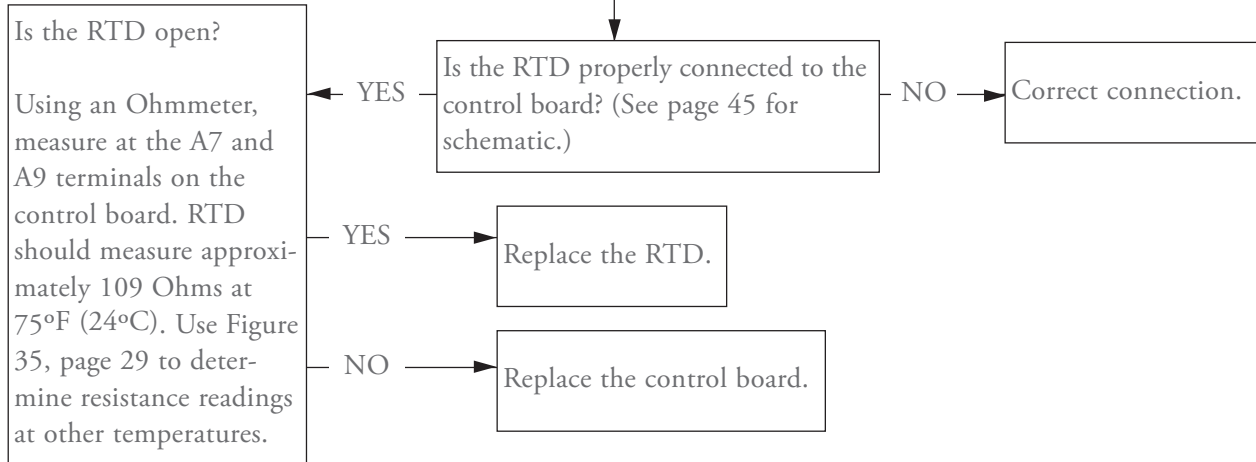 Is the RTD open?
Using an Ohmmeter,
measure at the A7 and
A9 terminals on the
control board. RTD
should measure approxi-
mately 109 Ohms at
75ºF (24ºC). Use Figure
35, page 29 to deter-
mine resistance readings
at other temperatures.
YES
Is the RTD properly connected to the
control board? (See page 45 for
schematic.)
NO
Correct connection.
YES
Replace the RTD.
NO
Replace the control board.